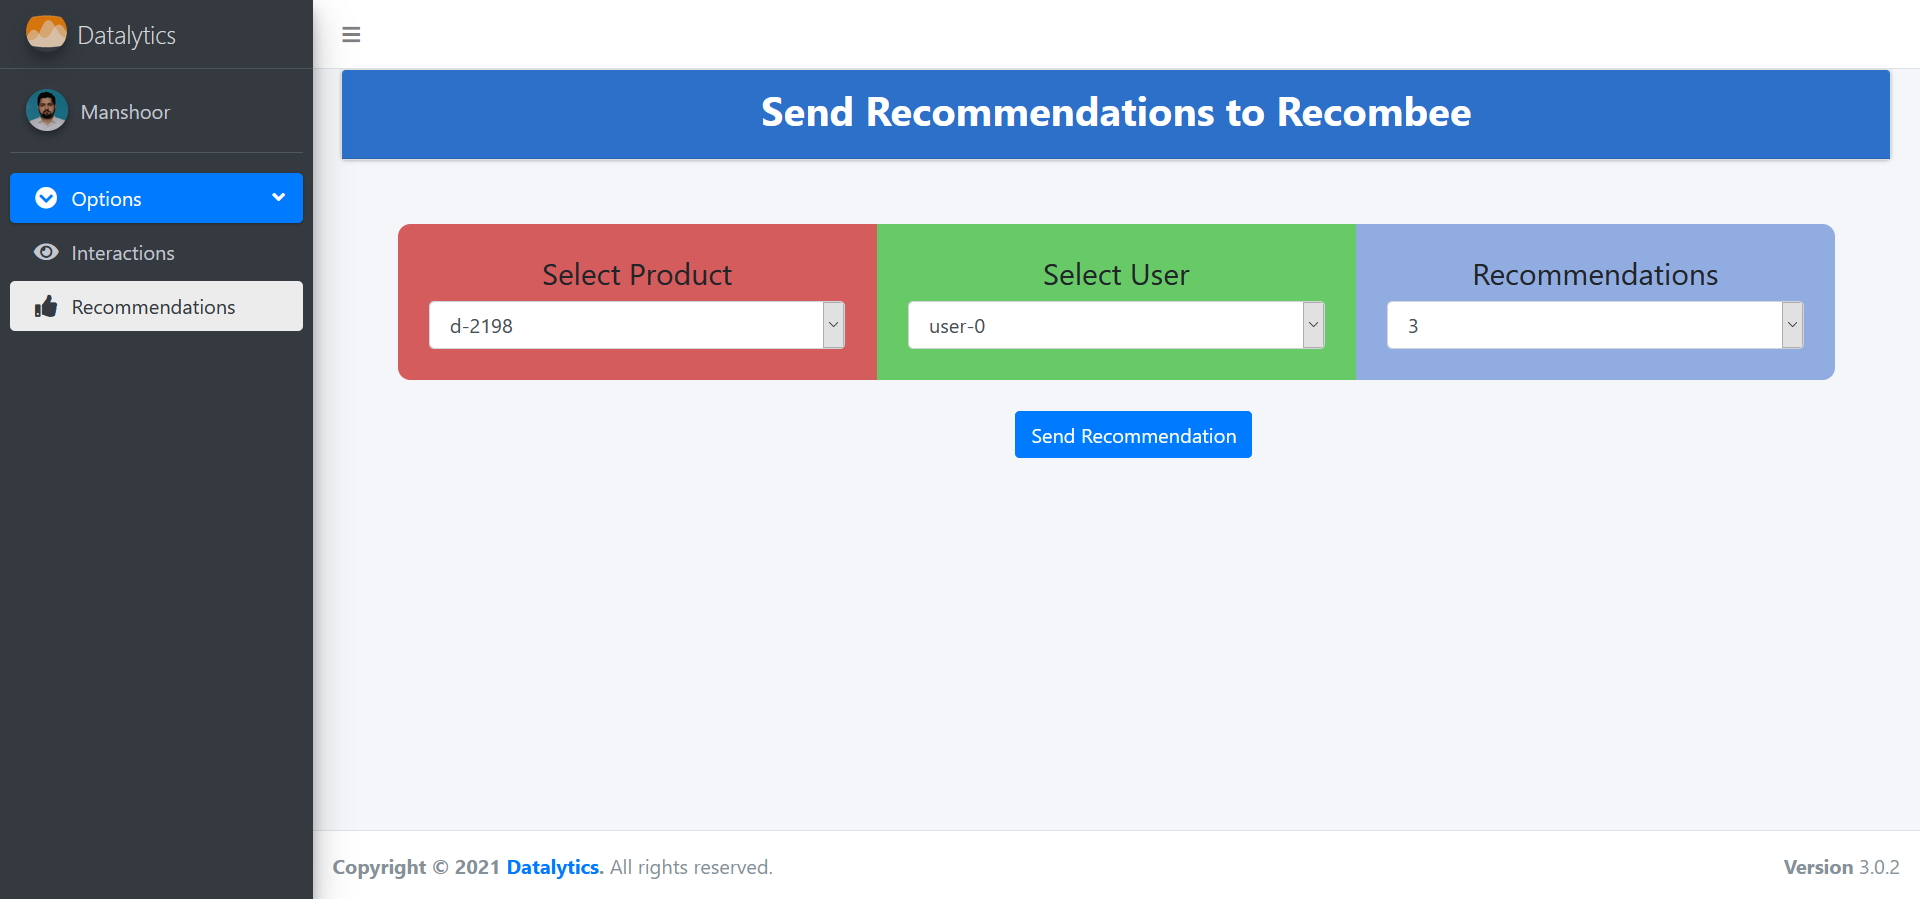 Datalytics
Manshoor
Options
Interactions
Recommendations
Send Recommendations to Recombee
Select Product
d-2198
Select User
user-0
Recommendations
3
Send Recommendation
Copyright © 2021 Datalytics. All rights reserved.
Version 3.0.2